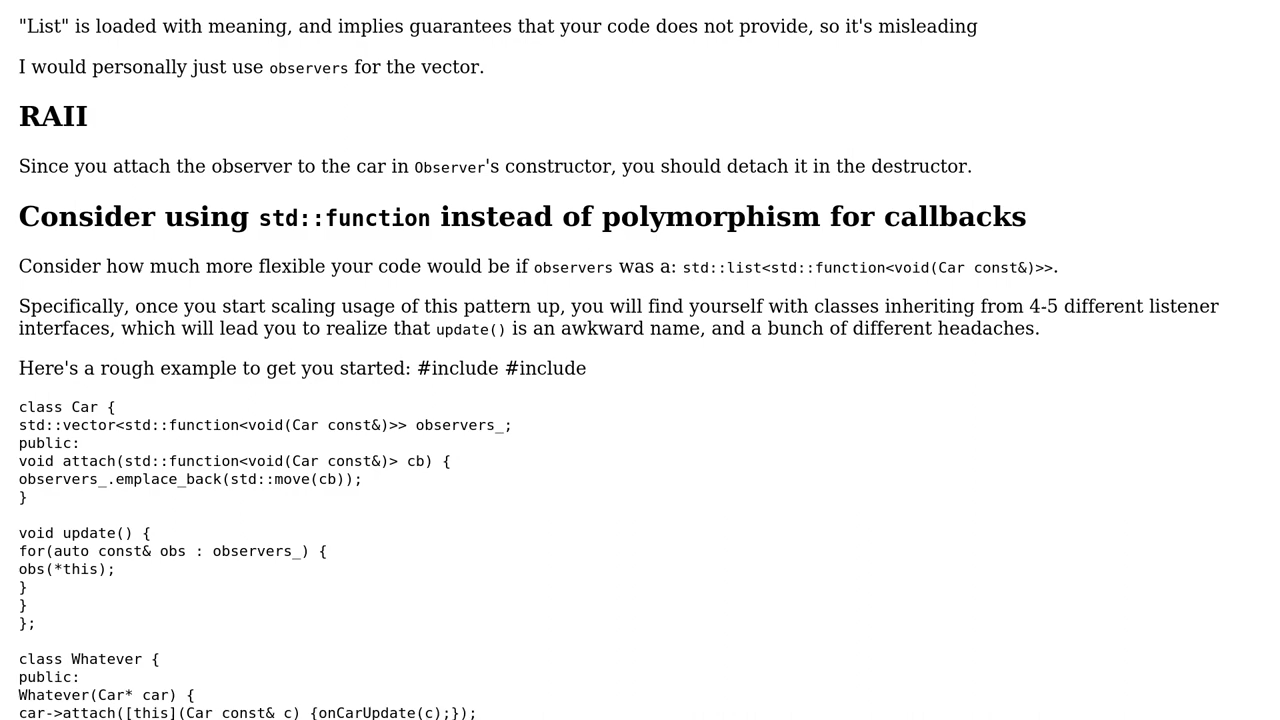 "List" is loaded with meaning, and implies guarantees that your code does not provide, so it's misleading
I would personally just use observers for the vector.
RAII
Since you attach the observer to the car in Observer's constructor, you should detach it in the destructor.
Consider using std::function instead of polymorphism for callbacks
Consider how much more flexible your code would be if observers was a: std::list<std::function<void(Car const&)>>.
Specifically, once you start scaling usage of this pattern up, you will find yourself with classes inheriting from 4-5 different listener
interfaces, which will lead you to realize that update() is an awkward name, and a bunch of different headaches.
Here's a rough example to get you started: #include #include
class Car {
std::vector<std::function<void(Car const&)>> observers_;
public:
void attach(std::function<void(Car const&)> cb) {
observers_.emplace_back(std::move(cb));
}
void update() {
for(auto const& obs : observers_) {
obs(*this);
}
}
};
class Whatever {
public:
Whatever(Car* car) {
car->attach([this](Car const& c) {onCarUpdate(c);});